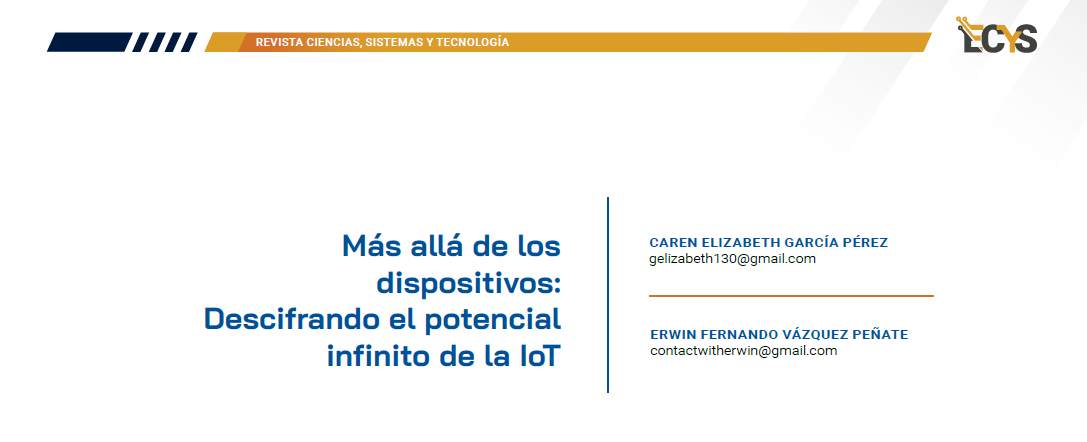 REVISTA CIENCIAS, SISTEMAS Y TECNOLOGÍA
ECYS
Más allá de los
dispositivos:
Descifrando el potencial
infinito de la IoT
CAREN ELIZABETH GARCÍA PÉREZ
gelizabeth130@gmail.com
ERWIN FERNANDO VÁZQUEZ PEÑATE
contactwitherwin@gmail.com